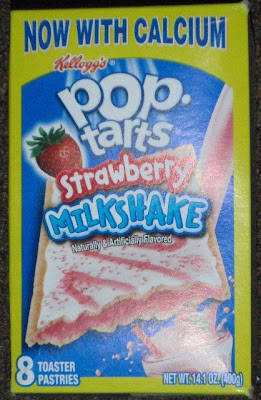 NOW WITH CALCIUM
Kellogg's
pop.
tarts
Strawberry
MILKSHAKE
Naturally & Artificially Flavored
8 TOASTER
PASTRIES
NET WT. 14.1 OZ. (400g)